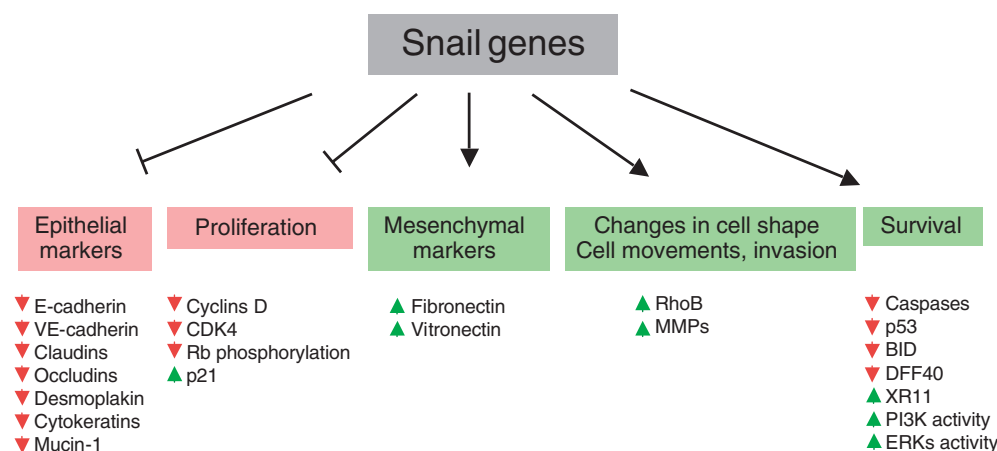 Snail genes
Epithelial
markers
Proliferation
Mesenchymal
markers
Changes in cell shape
Cell movements, invasion
Survival
E-cadherin
VE-cadherin
Claudins
Occludins
Desmoplakin
Cytokeratins
Mucin-1
Cyclins D
CDK4
Rb phosphorylation
p21
Fibronectin
Vitronectin
RhoB
MMPs
Caspases
p53
BID
DFF40
XR11
PI3K activity
ERKs activity